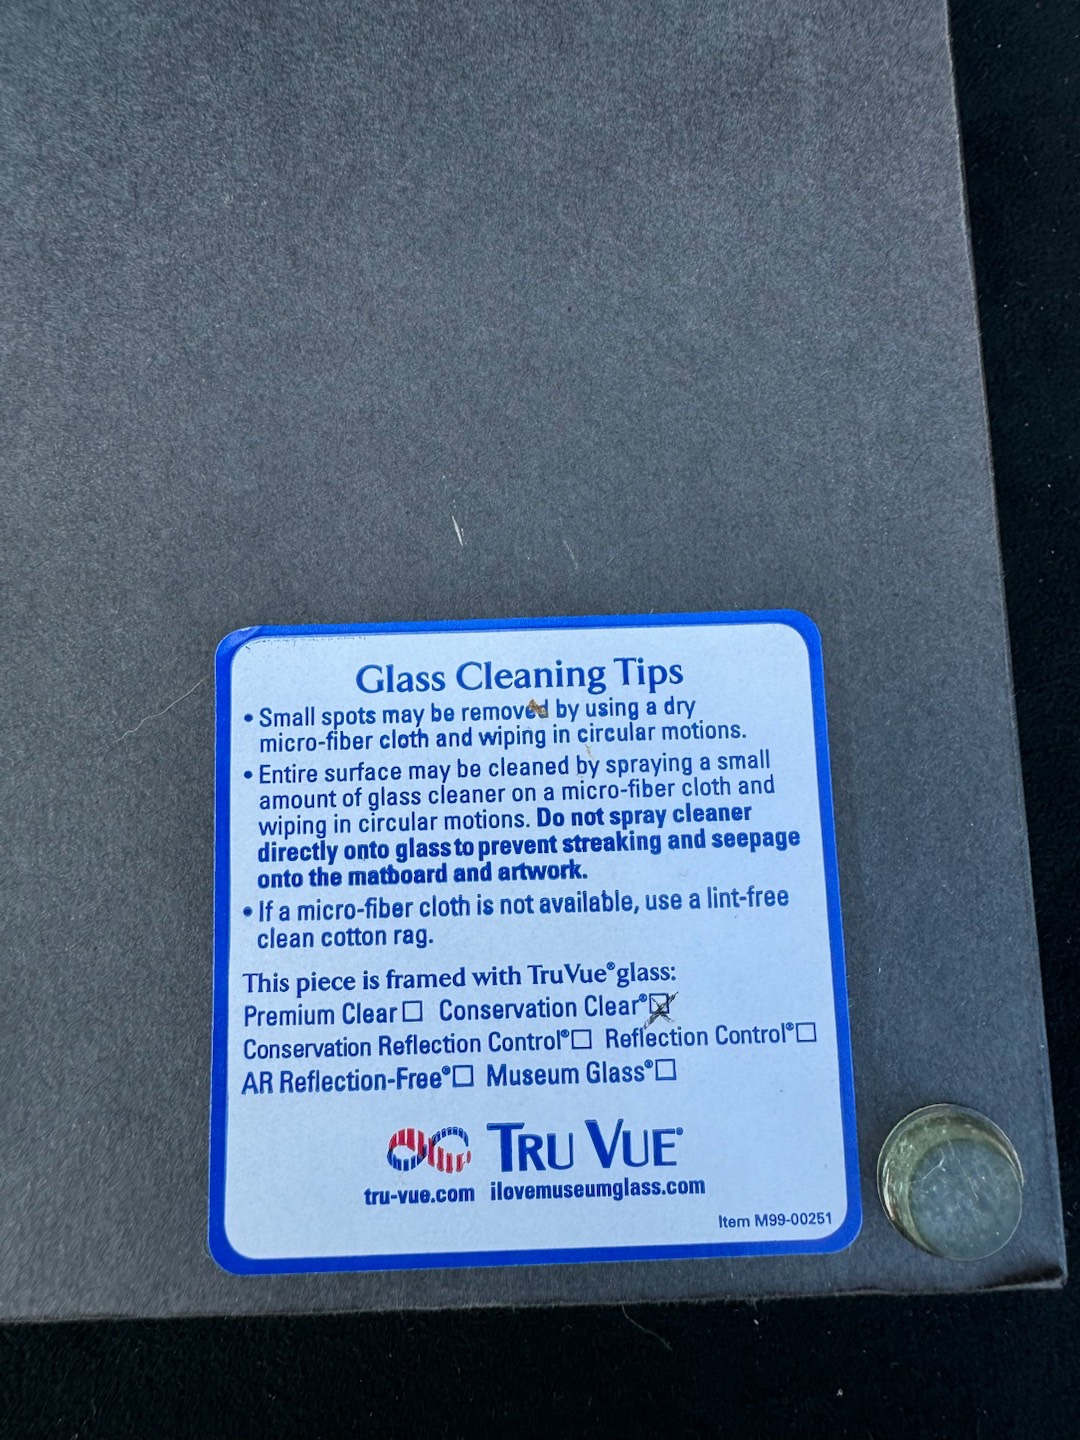 Glass Cleaning Tips
• Small spots may be removed by using a dry
micro-fiber cloth and wiping in circular motions.
• Entire surface may be cleaned by spraying a small
amount of glass cleaner on a micro-fiber cloth and
wiping in circular motions. Do not spray cleaner
directly onto glass to prevent streaking and seepage
onto the matboard and artwork.
• If a micro-fiber cloth is not available, use a lint-free
clean cotton rag.
This piece is framed with Tru Vue® glass:
Premium Clear ☐ Conservation Clear® ☒
Conservation Reflection Control® ☐ Reflection Control® ☐
AR Reflection-Free® ☐ Museum Glass® ☐
TRU VUE®
tru-vue.com ilovemuseumglass.com
Item M99-00251